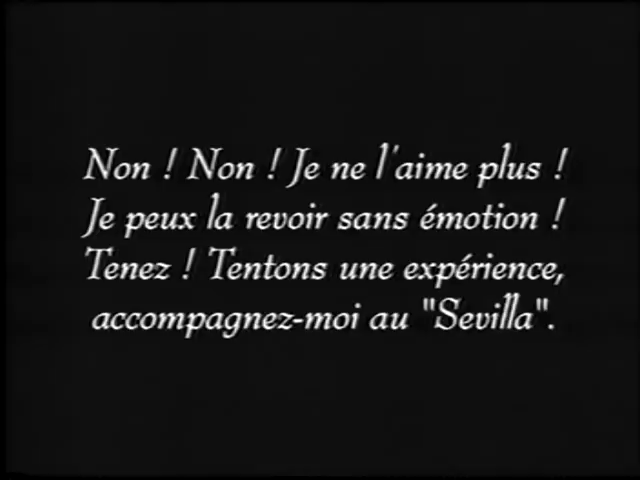 Non ! Non ! Je ne l'aime plus !
Je peux la revoir sans émotion !
Tenez ! Tentons une expérience,
accompagnez-moi au "Sevilla".